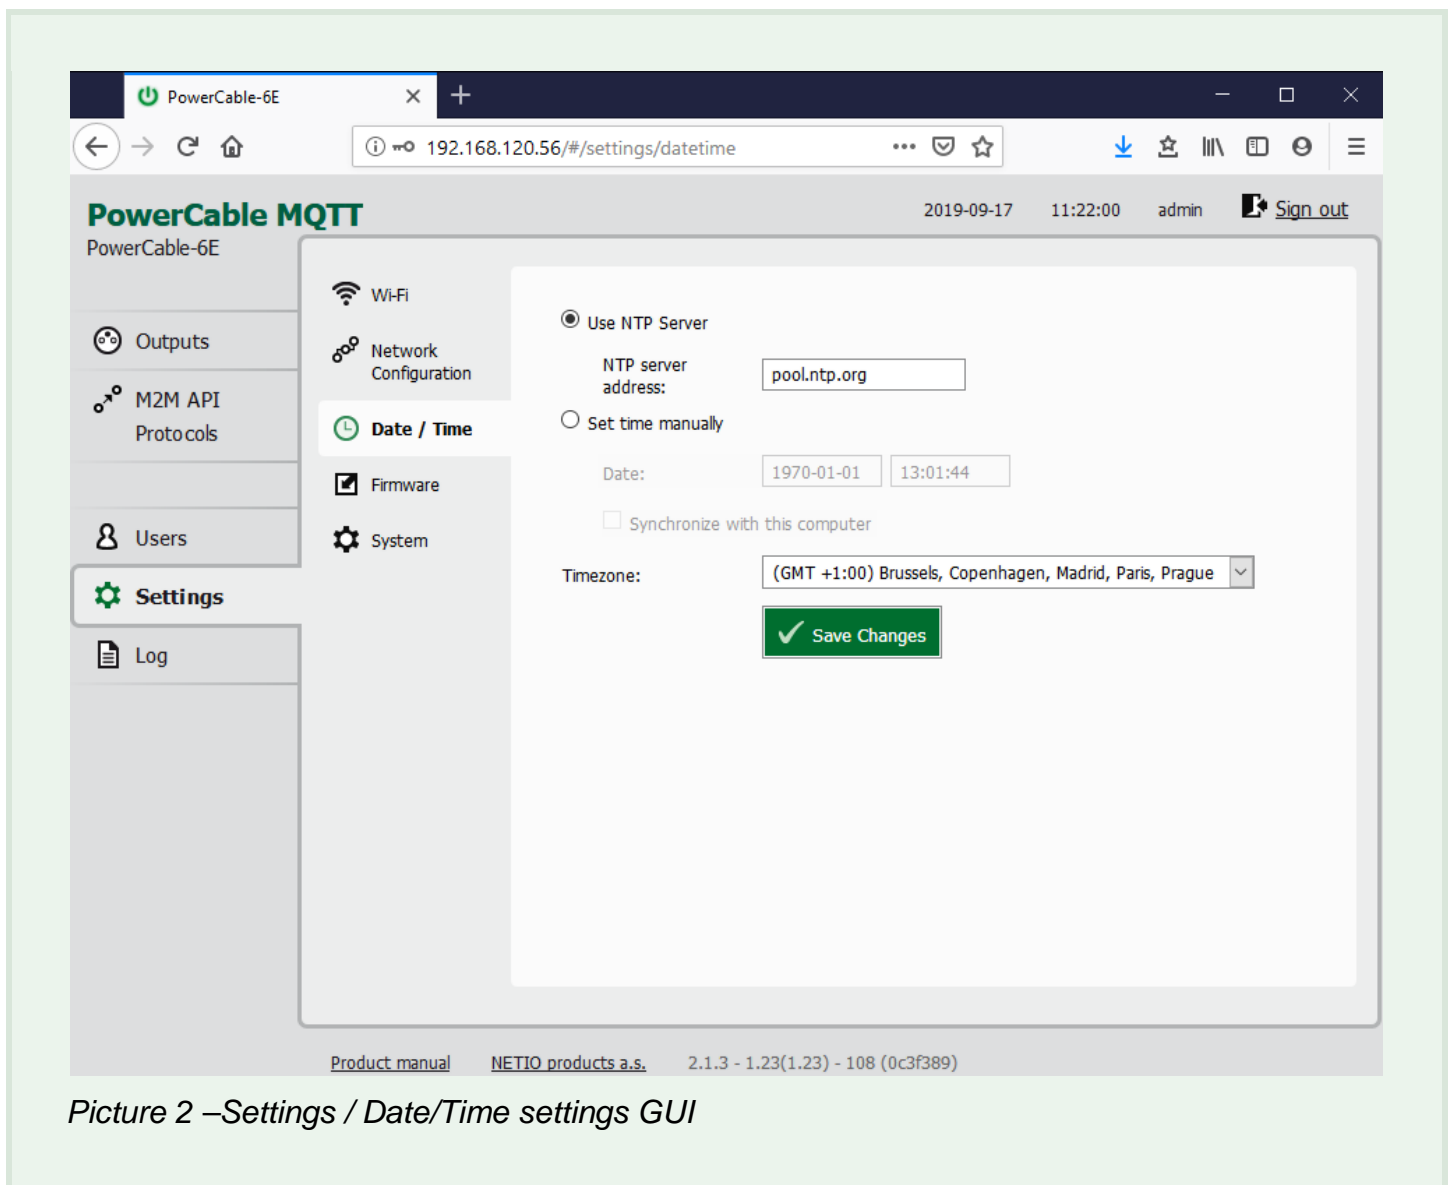 PowerCable-6E
192.168.120.56/#/settings/datetime
PowerCable MQTT
2019-09-17 11:22:00 admin Sign out
PowerCable-6E
Outputs
M2M API
Protocols
Users
Settings
Log
Wi-Fi
Network
Configuration
Date / Time
Firmware
System
Use NTP Server
NTP server
address:
pool.ntp.org
Set time manually
Date: 1970-01-01 13:01:44
Synchronize with this computer
Timezone: (GMT +1:00) Brussels, Copenhagen, Madrid, Paris, Prague
Save Changes
Product manual NETIO products a.s. 2.1.3 - 1.23(1.23) - 108 (0c3f389)
Picture 2 –Settings / Date/Time settings GUI